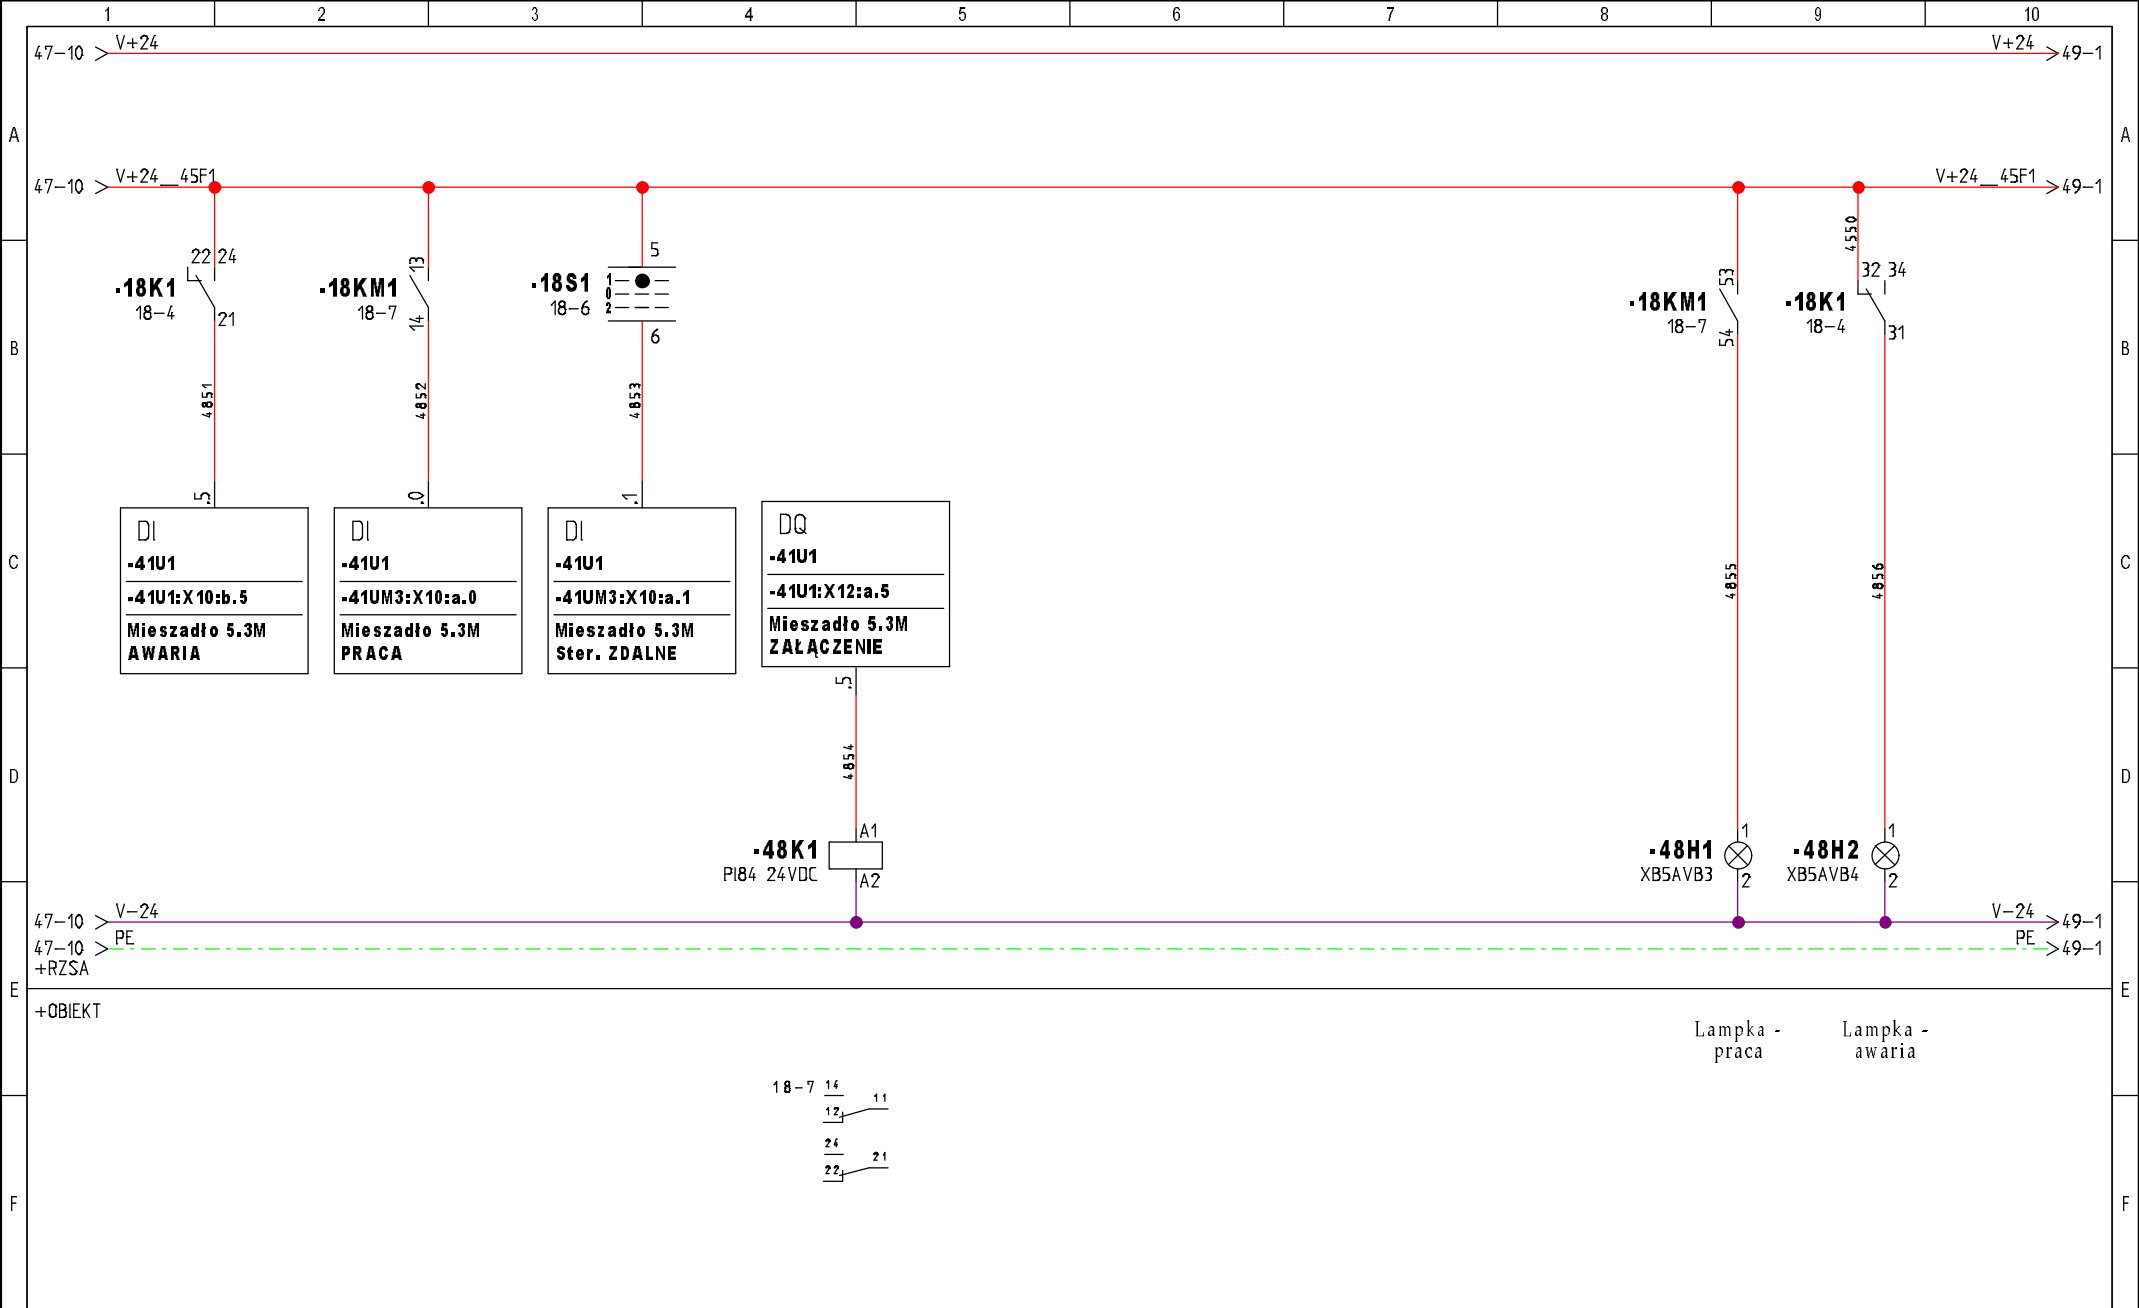 1 2 3 4 5 6 7 8 9 10
47-10 V+24 V+24 49-1
A A
47-10 V+24__45F1 V+24__45F1 49-1
4550
22 24
-18K1
18-4
21
13
-18KM1
18-7
14
5
-18S1
18-6
1
0
2
6
53
-18KM1
18-7
54
32 34
-18K1
18-4
31
B B
4851
4852
4853
.5
.0
.1
DI
-41U1
-41U1:X10:b.5
Mieszadło 5.3M
AWARIA
DI
-41U1
-41UM3:X10:a.0
Mieszadło 5.3M
PRACA
DI
-41U1
-41UM3:X10:a.1
Mieszadło 5.3M
Ster. ZDALNE
DQ
-41U1
-41U1:X12:a.5
Mieszadło 5.3M
ZAŁĄCZENIE
C C
4855
4856
.5
4854
D D
A1
-48K1
PI84 24VDC
A2
1
-48H1
XB5AVB3
2
1
-48H2
XB5AVB4
2
47-10 V-24 V-24 49-1
47-10 PE PE 49-1
+RZSA
E E
+OBIEKT
Lampka -
praca
Lampka -
awaria
18-7 14
11
12
24
21
22
F F